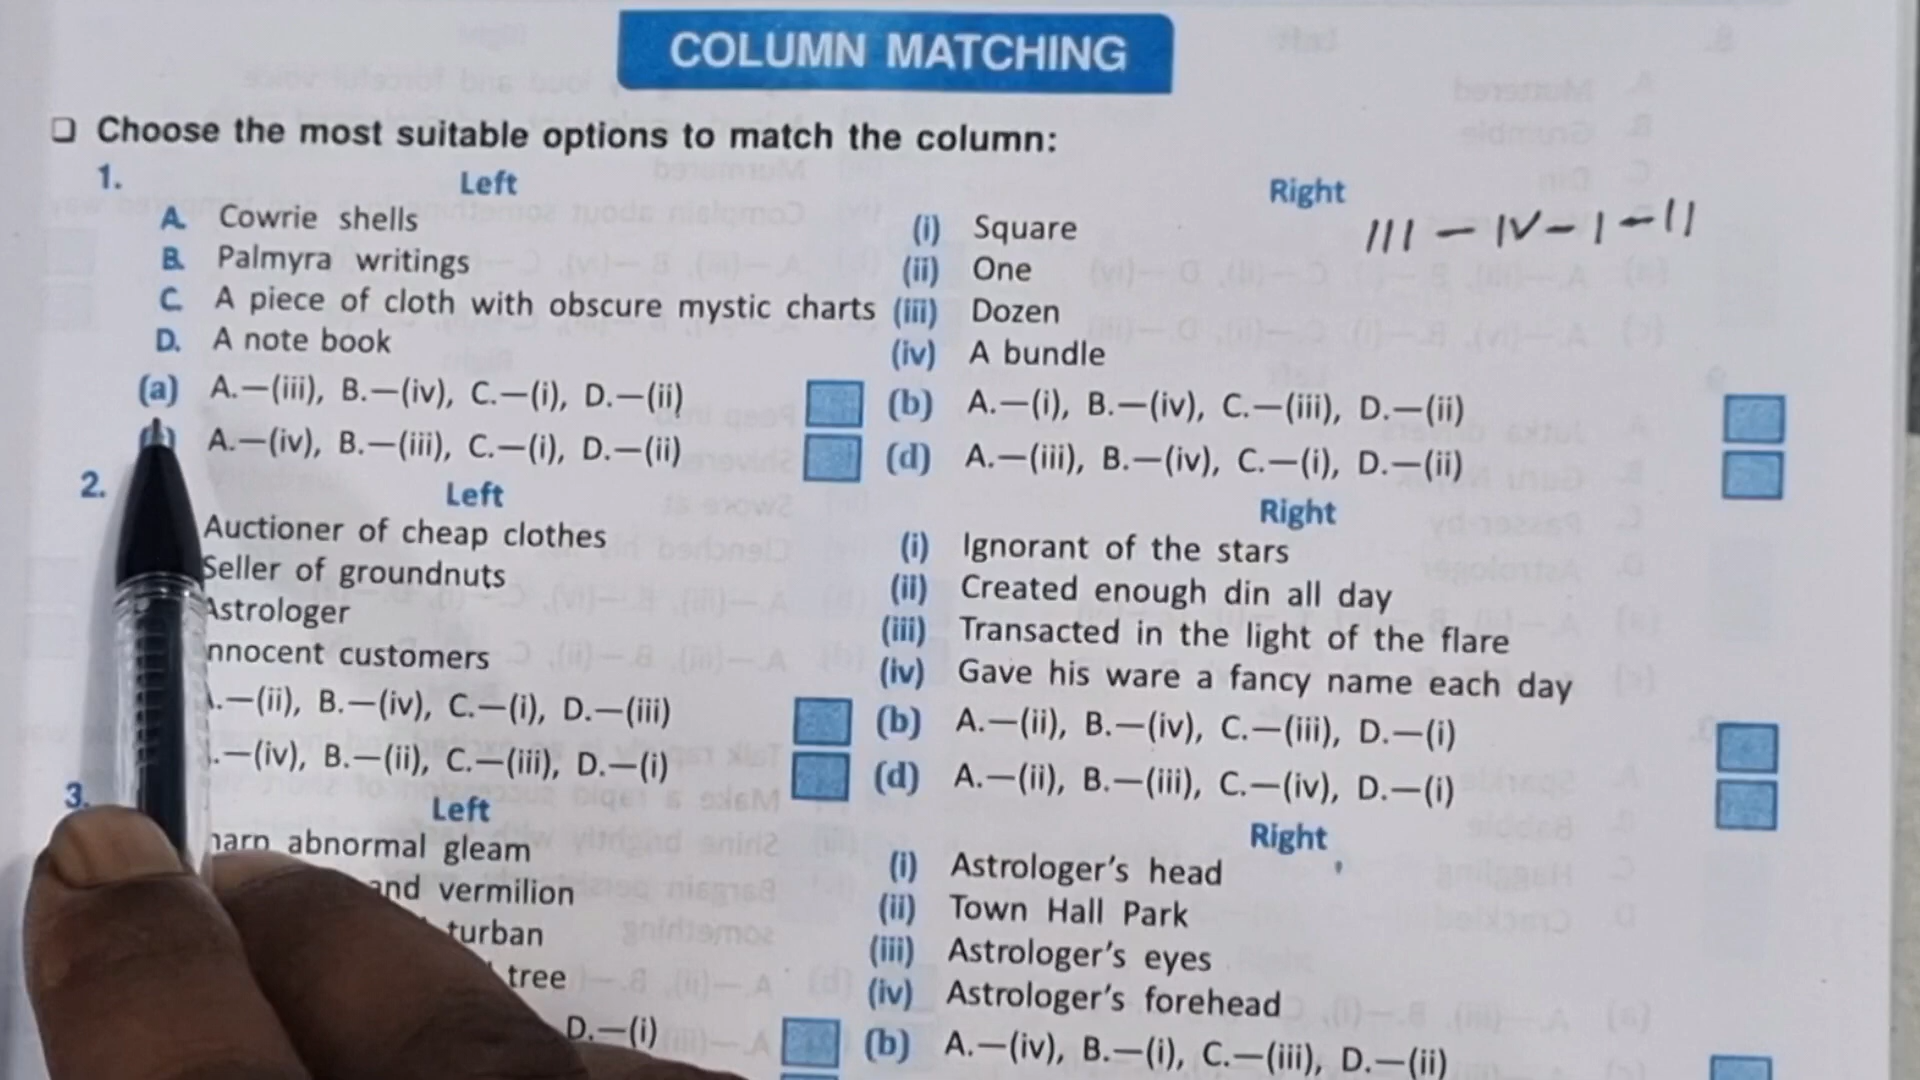 COLUMN MATCHING
❑ Choose the most suitable options to match the column:
1. Left Right
A. Cowrie shells (i) Square III – IV – I – II
B. Palmyra writings (ii) One
C. A piece of cloth with obscure mystic charts (iii) Dozen
D. A note book (iv) A bundle
(a) A.—(iii), B.—(iv), C.—(i), D.—(ii) (b) A.—(i), B.—(iv), C.—(iii), D.—(ii)
A.—(iv), B.—(iii), C.—(i), D.—(ii) (d) A.—(iii), B.—(iv), C.—(i), D.—(ii)
2. Left Right
Auctioner of cheap clothes (i) Ignorant of the stars
Seller of groundnuts (ii) Created enough din all day
Astrologer (iii) Transacted in the light of the flare
nnocent customers (iv) Gave his ware a fancy name each day
.—(ii), B.—(iv), C.—(i), D.—(iii) (b) A.—(ii), B.—(iv), C.—(iii), D.—(i)
.—(iv), B.—(ii), C.—(iii), D.—(i) (d) A.—(ii), B.—(iii), C.—(iv), D.—(i)
3. Left Right
harp abnormal gleam (i) Astrologer's head
and vermilion (ii) Town Hall Park
turban (iii) Astrologer's eyes
tree (iv) Astrologer's forehead
D.—(i) (b) A.—(iv), B.—(i), C.—(iii), D.—(ii)